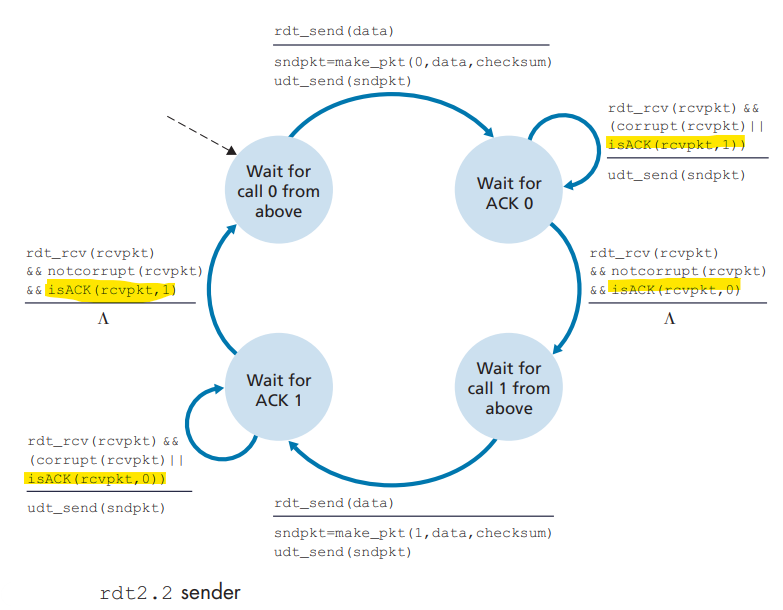 rdt_send(data)
sndpkt=make_pkt(0,data,checksum)
udt_send(sndpkt)
rdt_rcv(rcvpkt) &&
(corrupt(rcvpkt)||
isACK(rcvpkt,1))
udt_send(sndpkt)
Wait for
call 0 from
above
Wait for
ACK 0
rdt_rcv(rcvpkt)
&& notcorrupt(rcvpkt)
&& isACK(rcvpkt,1)
Λ
rdt_rcv(rcvpkt)
&& notcorrupt(rcvpkt)
&& isACK(rcvpkt,0)
Λ
Wait for
ACK 1
Wait for
call 1 from
above
rdt_rcv(rcvpkt) &&
(corrupt(rcvpkt)||
isACK(rcvpkt,0))
udt_send(sndpkt)
rdt_send(data)
sndpkt=make_pkt(1,data,checksum)
udt_send(sndpkt)
rdt2.2 sender